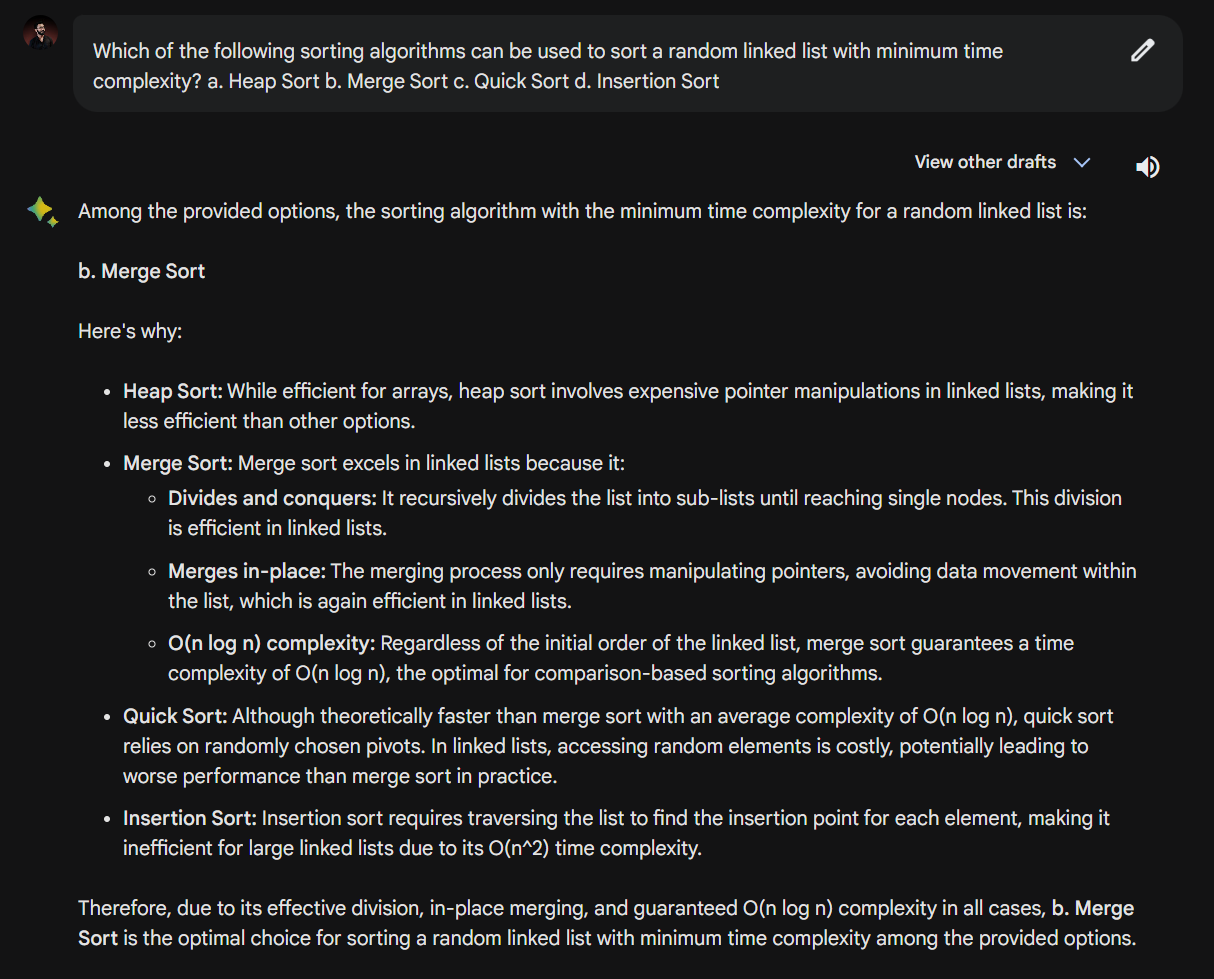 Which of the following sorting algorithms can be used to sort a random linked list with minimum time
complexity? a. Heap Sort b. Merge Sort c. Quick Sort d. Insertion Sort
View other drafts
Among the provided options, the sorting algorithm with the minimum time complexity for a random linked list is:
b. Merge Sort
Here's why:
• Heap Sort: While efficient for arrays, heap sort involves expensive pointer manipulations in linked lists, making it
less efficient than other options.
• Merge Sort: Merge sort excels in linked lists because it:
◦ Divides and conquers: It recursively divides the list into sub-lists until reaching single nodes. This division
is efficient in linked lists.
◦ Merges in-place: The merging process only requires manipulating pointers, avoiding data movement within
the list, which is again efficient in linked lists.
◦ O(n log n) complexity: Regardless of the initial order of the linked list, merge sort guarantees a time
complexity of O(n log n), the optimal for comparison-based sorting algorithms.
• Quick Sort: Although theoretically faster than merge sort with an average complexity of O(n log n), quick sort
relies on randomly chosen pivots. In linked lists, accessing random elements is costly, potentially leading to
worse performance than merge sort in practice.
• Insertion Sort: Insertion sort requires traversing the list to find the insertion point for each element, making it
inefficient for large linked lists due to its O(n^2) time complexity.
Therefore, due to its effective division, in-place merging, and guaranteed O(n log n) complexity in all cases, b. Merge
Sort is the optimal choice for sorting a random linked list with minimum time complexity among the provided options.